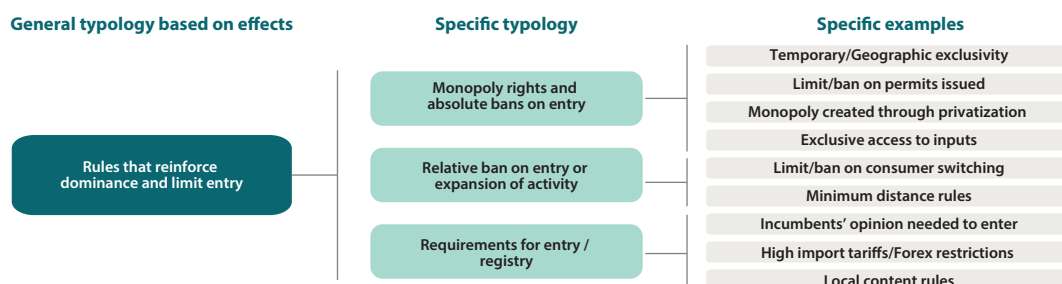 General typology based on effects
Specific typology
Specific examples
Rules that reinforce
dominance and limit entry
Monopoly rights and
absolute bans on entry
Relative ban on entry or
expansion of activity
Requirements for entry /
registry
Temporary/Geographic exclusivity
Limit/ban on permits issued
Monopoly created through privatization
Exclusive access to inputs
Limit/ban on consumer switching
Minimum distance rules
Incumbents’ opinion needed to enter
High import tariffs/Forex restrictions
Local content rules